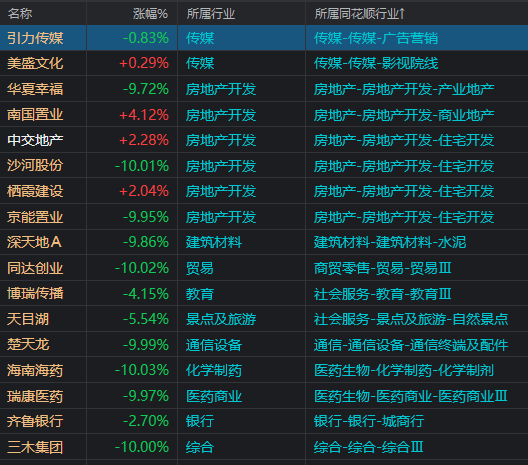 名称 涨幅% 所属行业 所属同花顺行业↑
引力传媒 -0.83% 传媒 传媒-传媒-广告营销
美盛文化 +0.29% 传媒 传媒-传媒-影视院线
华夏幸福 -9.72% 房地产开发 房地产-房地产开发-产业地产
南国置业 +4.12% 房地产开发 房地产-房地产开发-商业地产
中交地产 +2.28% 房地产开发 房地产-房地产开发-住宅开发
沙河股份 -10.01% 房地产开发 房地产-房地产开发-住宅开发
栖霞建设 +2.04% 房地产开发 房地产-房地产开发-住宅开发
京能置业 -9.95% 房地产开发 房地产-房地产开发-住宅开发
深天地A -9.86% 建筑材料 建筑材料-建筑材料-水泥
同达创业 -10.02% 贸易 商贸零售-贸易-贸易Ⅲ
博瑞传播 -4.15% 教育 社会服务-教育-教育Ⅲ
天目湖 -5.54% 景点及旅游 社会服务-景点及旅游-自然景点
楚天龙 -9.99% 通信设备 通信-通信设备-通信终端及配件
海南海药 -10.03% 化学制药 医药生物-化学制药-化学制剂
瑞康医药 -9.97% 医药商业 医药生物-医药商业-医药商业Ⅲ
齐鲁银行 -2.70% 银行 银行-银行-城商行
三木集团 -10.00% 综合 综合-综合-综合Ⅲ